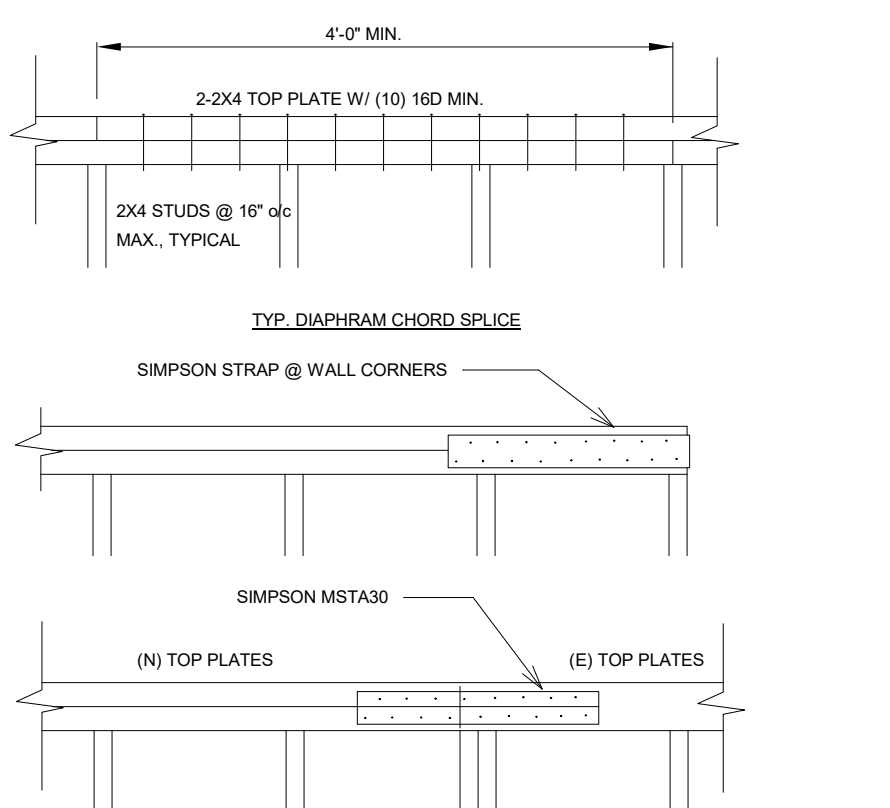 4'-0" MIN.
2-2X4 TOP PLATE W/ (10) 16D MIN.
2X4 STUDS @ 16" o/c
MAX., TYPICAL
TYP. DIAPHRAM CHORD SPLICE
SIMPSON STRAP @ WALL CORNERS
SIMPSON MSTA30
(N) TOP PLATES
(E) TOP PLATES